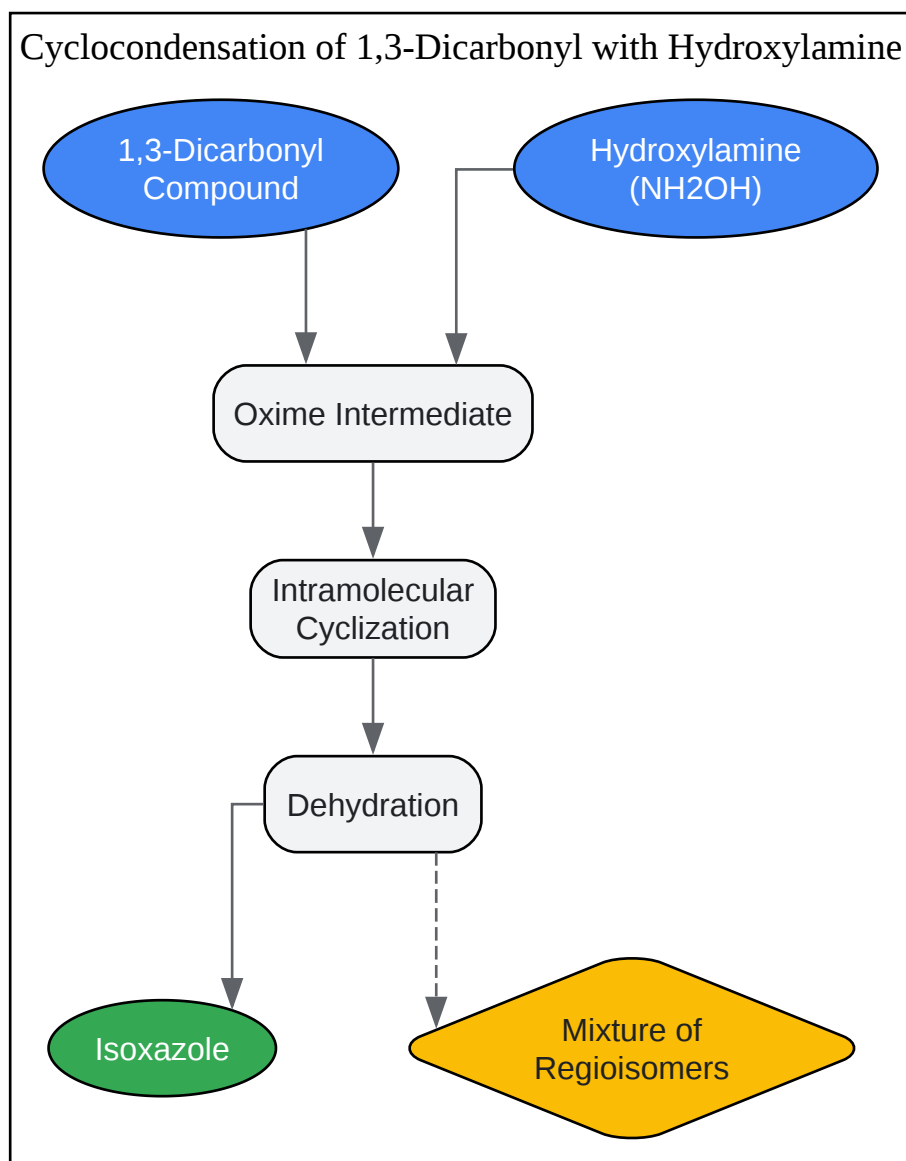 Cyclocondensation of 1,3-Dicarbonyl with Hydroxylamine
1,3-Dicarbonyl
Compound
Hydroxylamine
(NH2OH)
Oxime Intermediate
Intramolecular
Cyclization
Dehydration
Isoxazole
Mixture of
Regioisomers